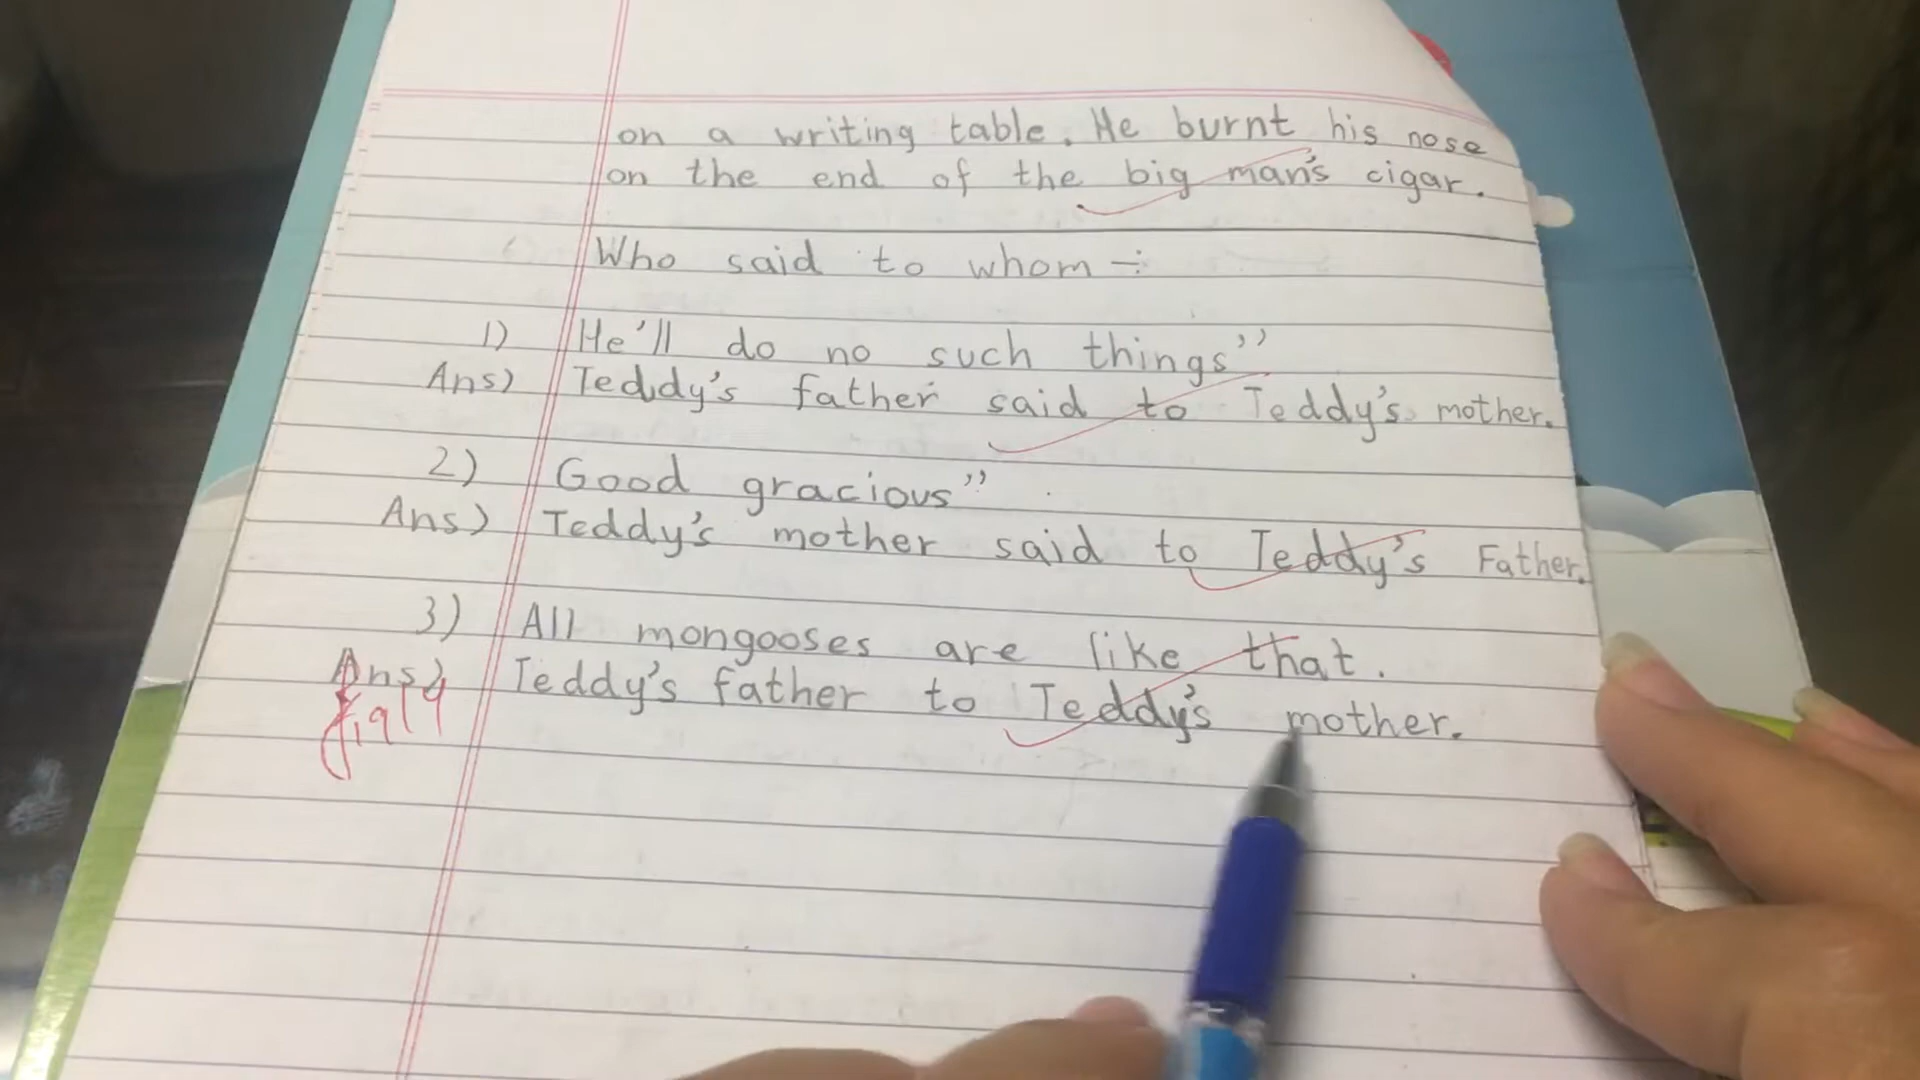 on a writing table. He burnt his nose
on the end of the big man's cigar.
Who said to whom ÷
1) He'll do no such things”
Ans) Teddy's father said to Teddy's mother.
2) Good gracious”
Ans) Teddy's mother said to Teddy's Father.
3) All mongooses are like that.
Ans) Teddy's father to Teddy's mother.